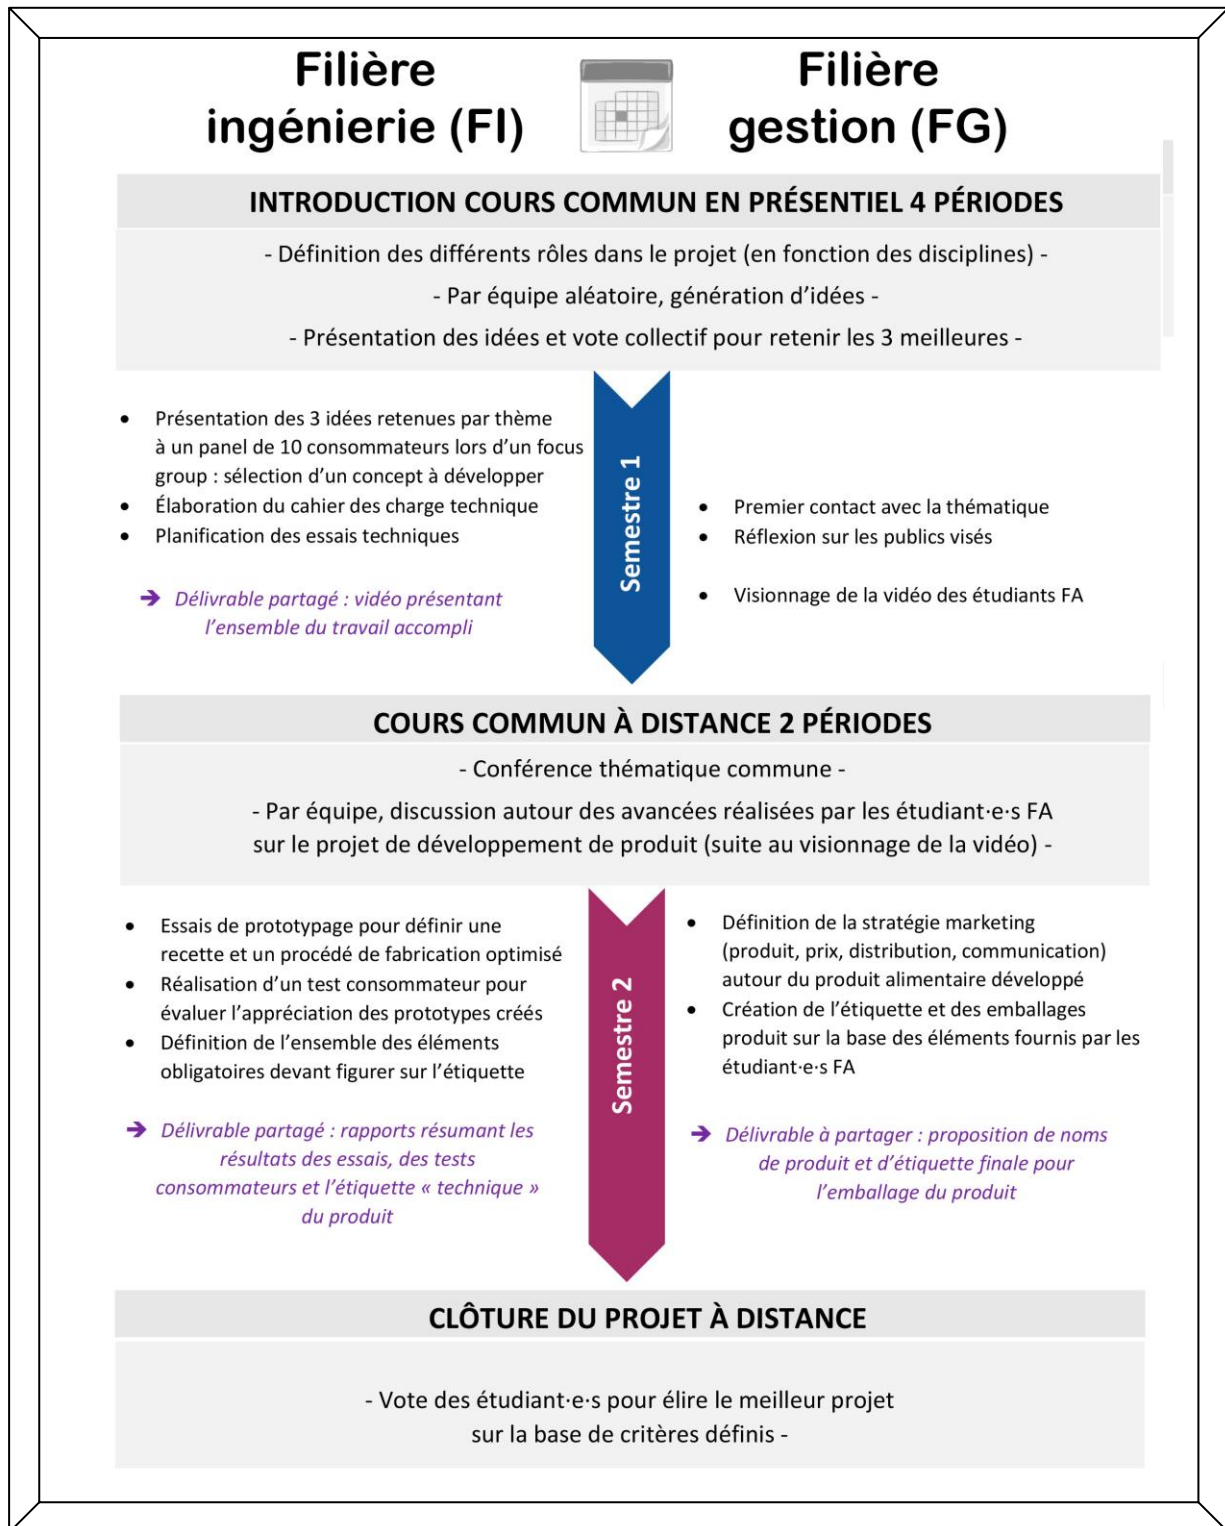 Filière
ingénierie (FI)
Filière
gestion (FG)
INTRODUCTION COURS COMMUN EN PRÉSENTIEL 4 PÉRIODES
- Définition des différents rôles dans le projet (en fonction des disciplines) -
- Par équipe aléatoire, génération d’idées -
- Présentation des idées et vote collectif pour retenir les 3 meilleures -
• Présentation des 3 idées retenues par thème
à un panel de 10 consommateurs lors d’un focus
group : sélection d’un concept à développer
• Élaboration du cahier des charge technique
• Planification des essais techniques
➔ Délivrable partagé : vidéo présentant
l’ensemble du travail accompli
Semestre 1
• Premier contact avec la thématique
• Réflexion sur les publics visés
• Visionnage de la vidéo des étudiants FA
COURS COMMUN À DISTANCE 2 PÉRIODES
- Conférence thématique commune -
- Par équipe, discussion autour des avancées réalisées par les étudiant·e·s FA
sur le projet de développement de produit (suite au visionnage de la vidéo) -
• Essais de prototypage pour définir une
recette et un procédé de fabrication optimisé
• Réalisation d’un test consommateur pour
évaluer l’appréciation des prototypes créés
• Définition de l’ensemble des éléments
obligatoires devant figurer sur l’étiquette
➔ Délivrable partagé : rapports résumant les
résultats des essais, des tests
consommateurs et l’étiquette « technique »
du produit
Semestre 2
• Définition de la stratégie marketing
(produit, prix, distribution, communication)
autour du produit alimentaire développé
• Création de l’étiquette et des emballages
produit sur la base des éléments fournis par les
étudiant·e·s FA
➔ Délivrable à partager : proposition de noms
de produit et d’étiquette finale pour
l’emballage du produit
CLÔTURE DU PROJET À DISTANCE
- Vote des étudiant·e·s pour élire le meilleur projet
sur la base de critères définis -